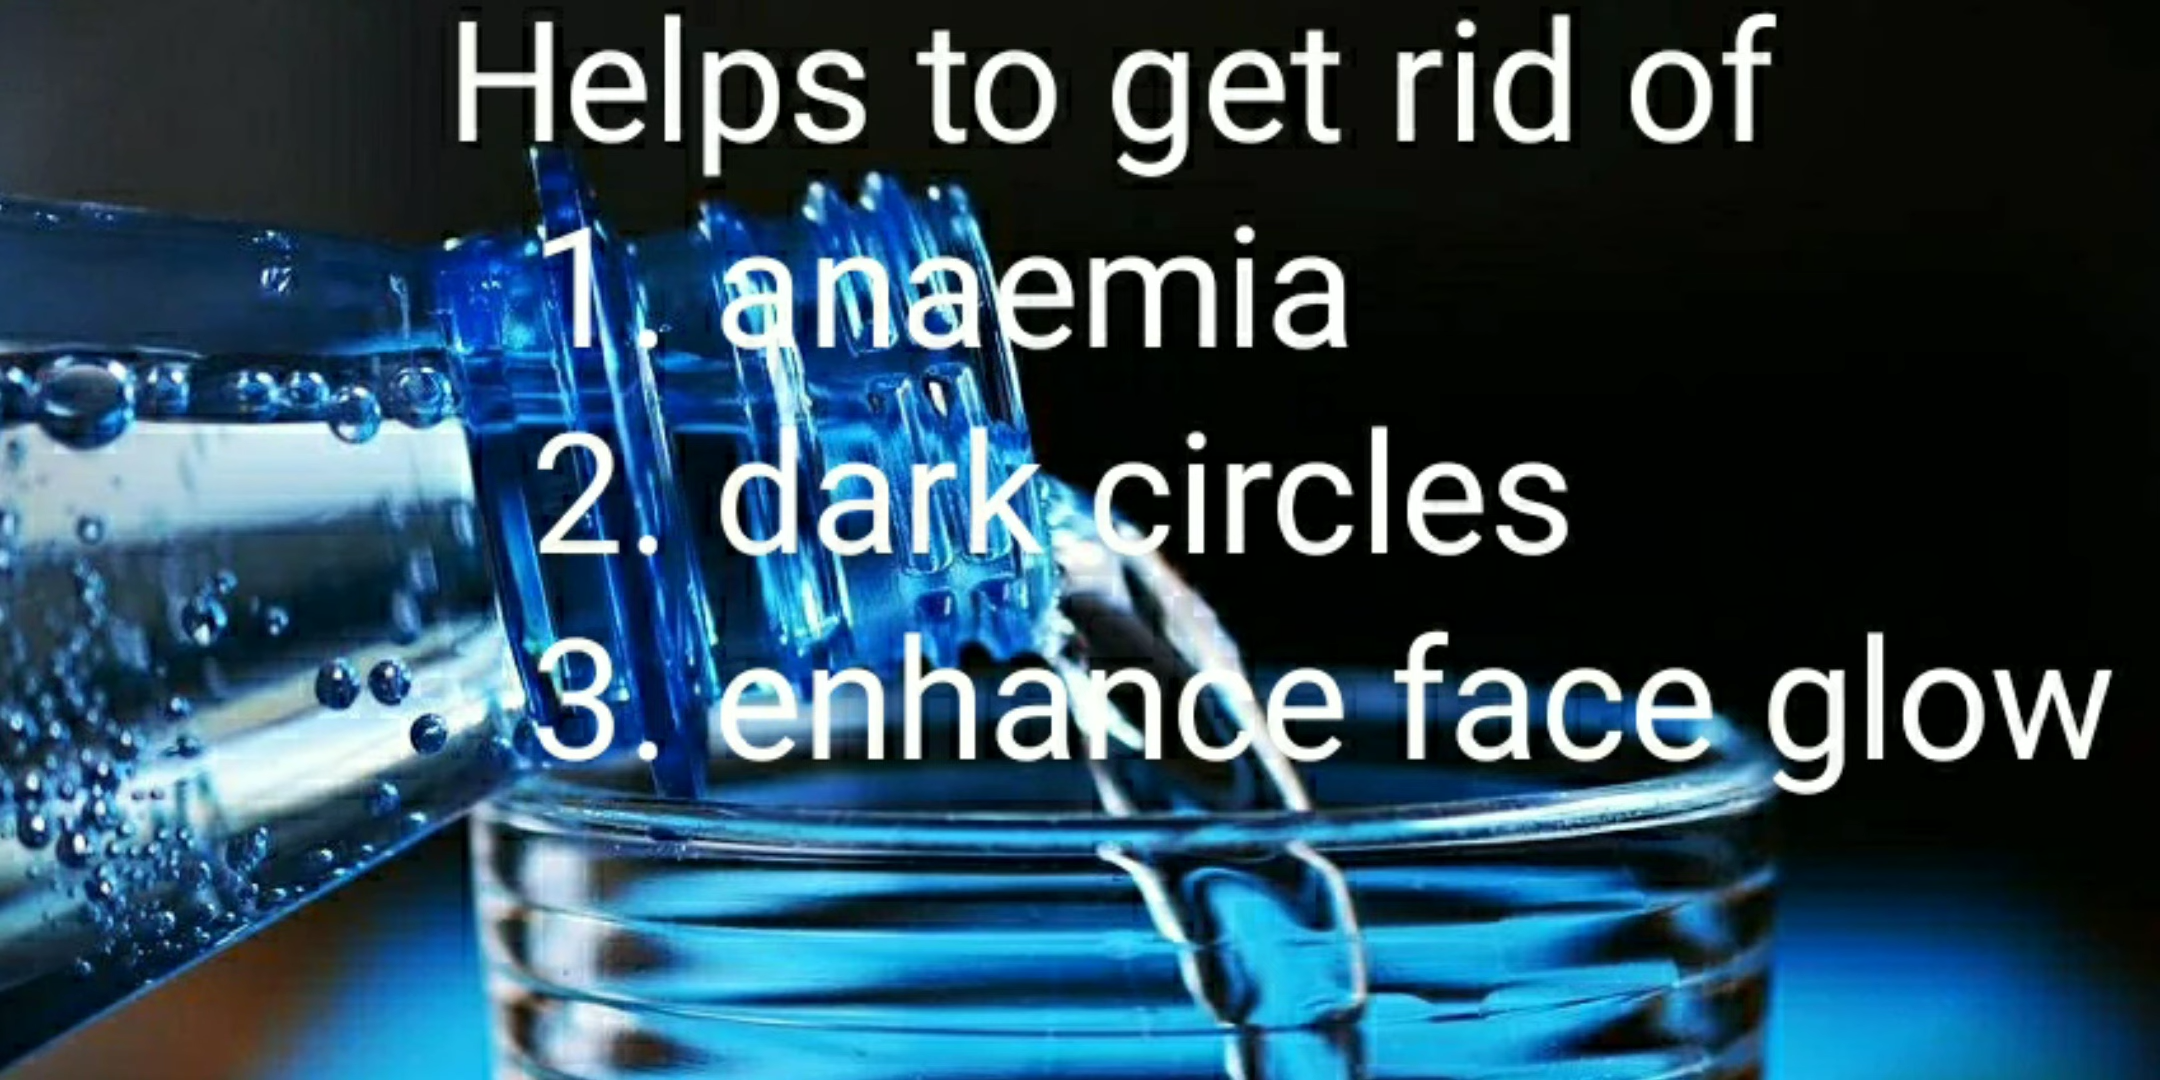 Helps to get rid of
1. anaemia
2. dark circles
3. enhance face glow